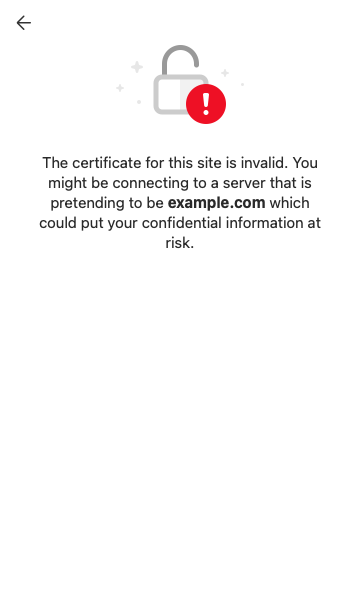 The certificate for this site is invalid. You
might be connecting to a server that is
pretending to be example.com which
could put your confidential information at
risk.